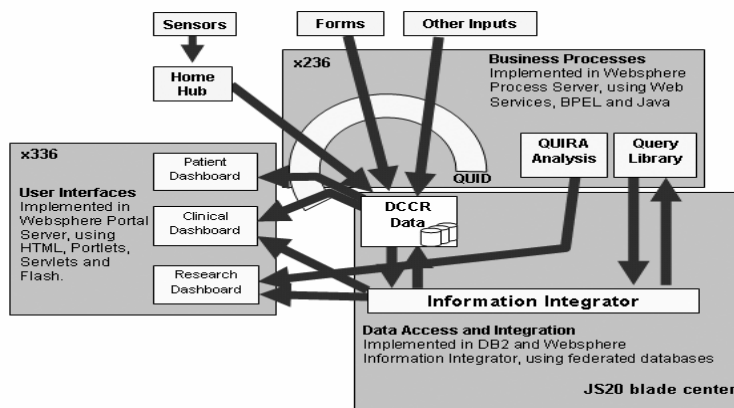 Sensors
Forms
Other Inputs
Home
Hub
x236
Business Processes
Implemented in Websphere
Process Server, using Web
Services, BPEL and Java
QUIRA
Analysis
Query
Library
QUID
x336
User Interfaces
Implemented in
Websphere Portal
Server, using
HTML, Portlets,
Servlets and
Flash.
Patient
Dashboard
Clinical
Dashboard
Research
Dashboard
DCCR
Data
Information Integrator
Data Access and Integration
Implemented in DB2 and Websphere
Information Integrator, using federated databases
JS20 blade center